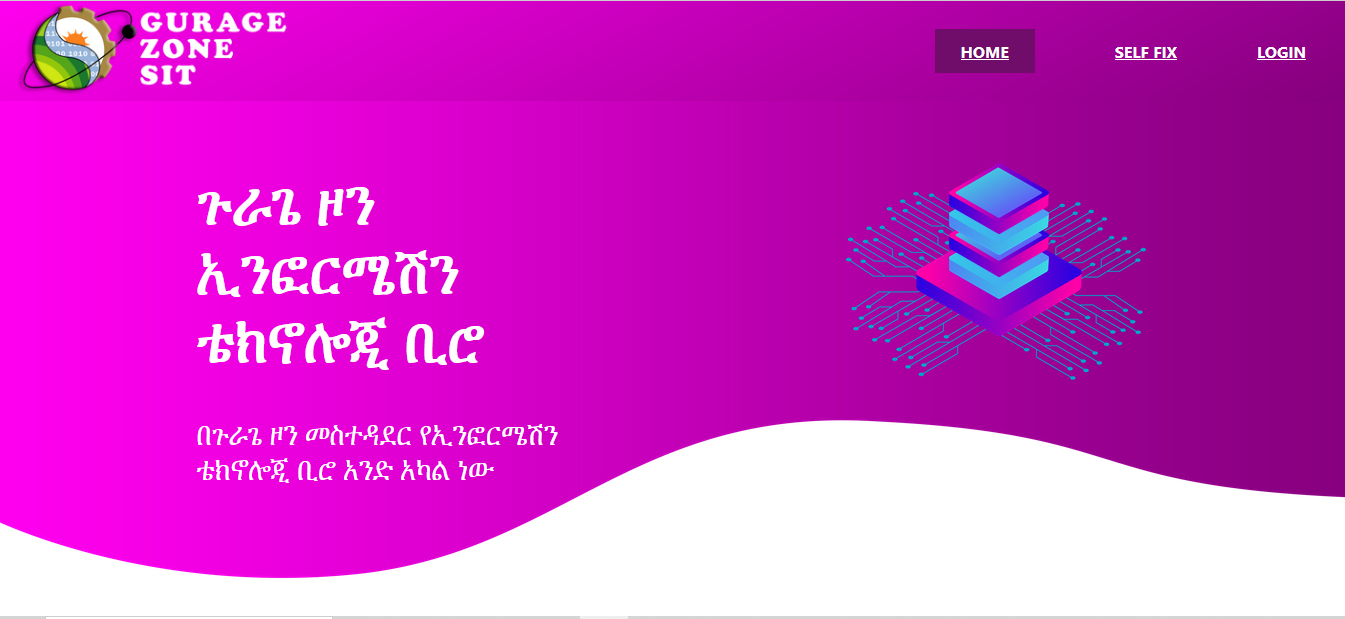 GURAGE
ZONE
SIT
HOME
SELF FIX
LOGIN
ጉራጌ ዞን
ኢንፎርሜሽን
ቴክኖሎጂ ቢሮ
በጉራጌ ዞን መስተዳደር የኢንፎርሜሽን
ቴክኖሎጂ ቢሮ አንድ አካል ነው